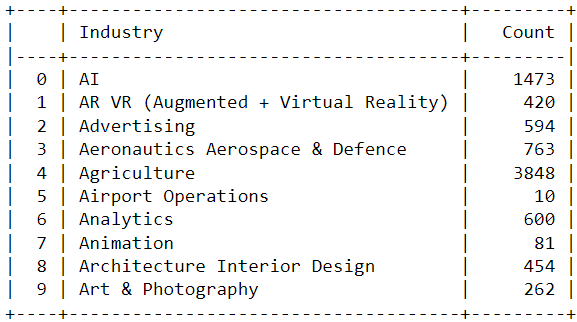 +----+------------------------------------+---------+
|    | Industry                           |   Count |
|----+------------------------------------+---------|
|  0 | AI                                 |    1473 |
|  1 | AR VR (Augmented + Virtual Reality) |     420 |
|  2 | Advertising                        |     594 |
|  3 | Aeronautics Aerospace & Defence    |     763 |
|  4 | Agriculture                        |    3848 |
|  5 | Airport Operations                 |      10 |
|  6 | Analytics                          |     600 |
|  7 | Animation                          |      81 |
|  8 | Architecture Interior Design       |     454 |
|  9 | Art & Photography                  |     262 |
+----+------------------------------------+---------+